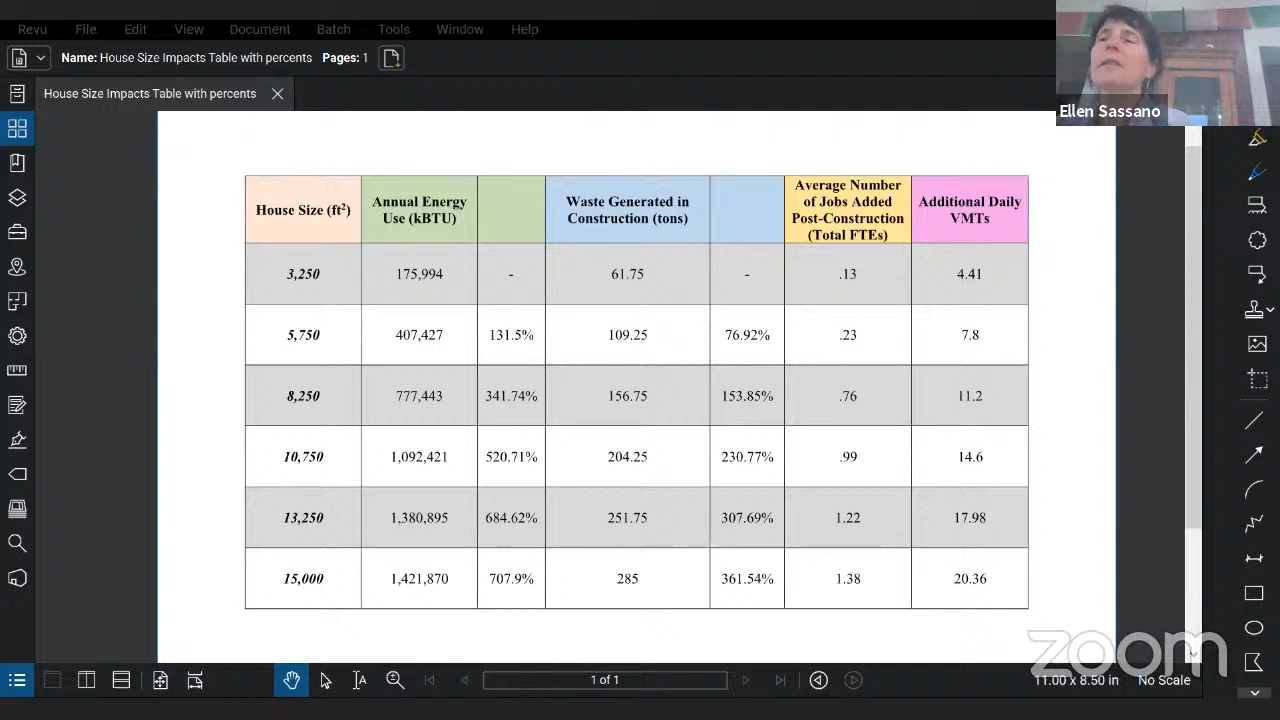 Revu File Edit View Document Batch Tools Window Help
Name: House Size Impacts Table with percents Pages: 1
House Size Impacts Table with percents
Ellen Sassano
House Size (ft²)
Annual Energy
Use (kBTU)
Waste Generated in
Construction (tons)
Average Number
of Jobs Added
Post-Construction
(Total FTEs)
Additional Daily
VMTs
3,250 175,994 - 61.75 - .13 4.41
5,750 407,427 131.5% 109.25 76.92% .23 7.8
8,250 777,443 341.74% 156.75 153.85% .76 11.2
10,750 1,092,421 520.71% 204.25 230.77% .99 14.6
13,250 1,380,895 684.62% 251.75 307.69% 1.22 17.98
15,000 1,421,870 707.9% 285 361.54% 1.38 20.36
zoom
1 of 1 11.00 x 8.50 in No Scale